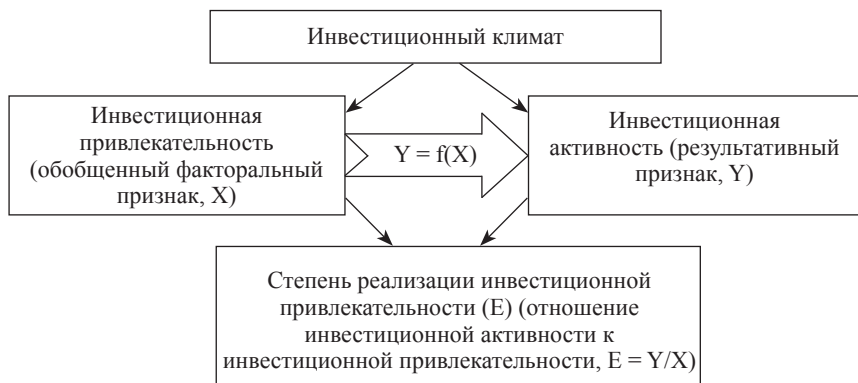 Инвестиционный климат
Инвестиционная
привлекательность
(обобщенный факторальный
признак, X)
Y = f(X)
Инвестиционная
активность (результативный
признак, Y)
Степень реализации инвестиционной
привлекательности (E) (отношение
инвестиционной активности к
инвестиционной привлекательности, E = Y/X)